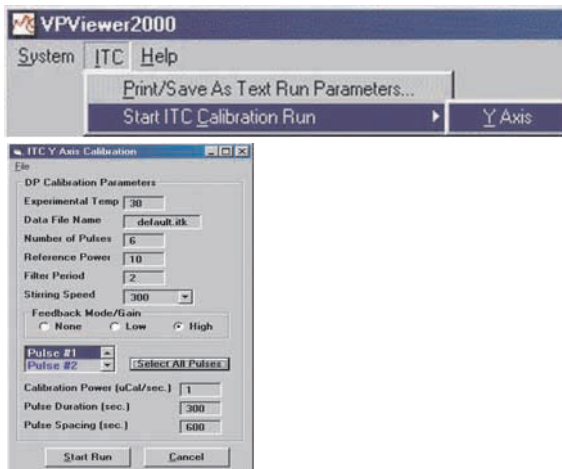 VPViewer2000
System ITC Help
Print/Save As Text Run Parameters...
Start ITC Calibration Run Y Axis
ITC Y Axis Calibration
File
DP Calibration Parameters
Experimental Temp 30
Data File Name default.itk
Number of Pulses 6
Reference Power 10
Filter Period 2
Stirring Speed 300
Feedback Mode/Gain
None Low High
Pulse #1
Pulse #2 Select All Pulses
Calibration Power (uCal/sec.) 1
Pulse Duration (sec.) 300
Pulse Spacing (sec.) 600
Start Run Cancel